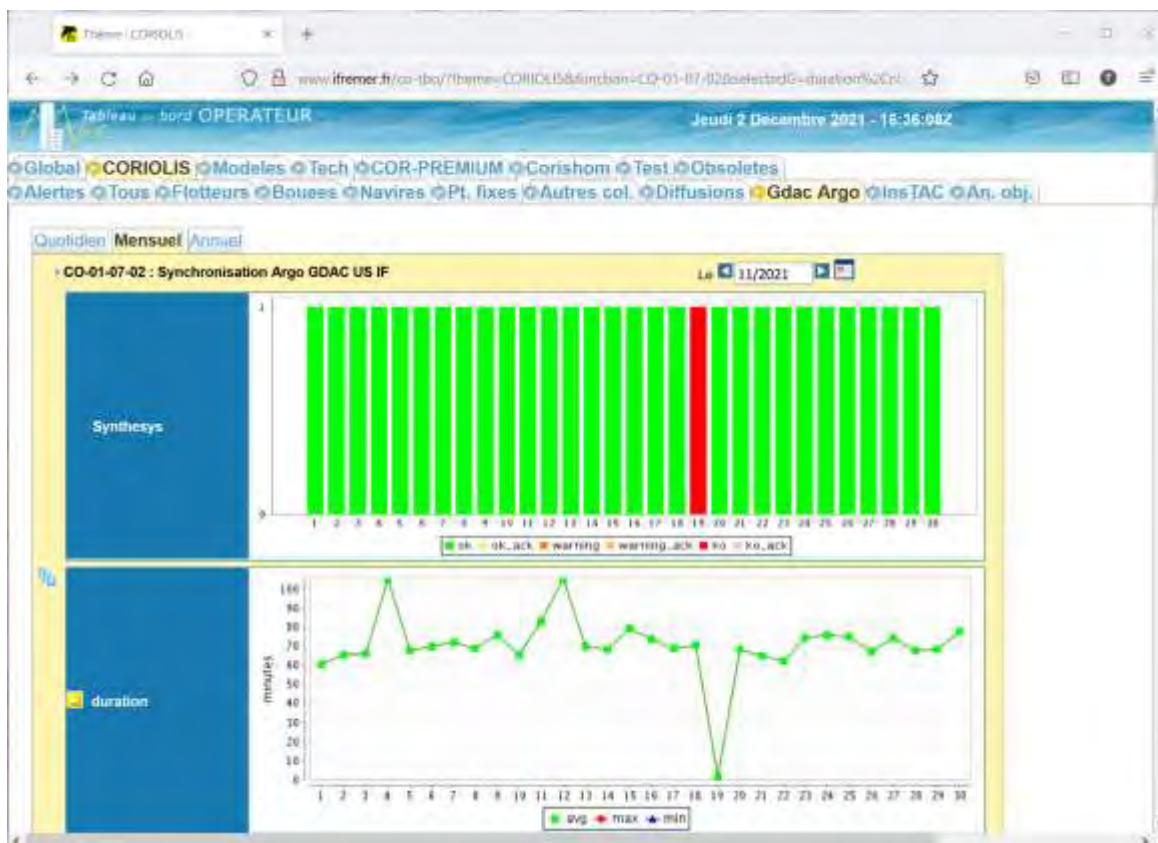 Theme : CORIOLIS
www.ifremer.fr/co-tbo/?theme=CORIOLIS&function=CO-01-07-02&selectedG=duration%2C
Tableau bord OPERATEUR
Jeudi 2 Decembre 2021 - 16:36:08Z
Global CORIOLIS Modeles Tech COR-PREMIUM Corishom Test Obsoletes
Alertes Tous Flotteurs Bouees Navires Pt. fixes Autres col. Diffusions Gdac Argo InsTAC An. obj.
Quotidien Mensuel Annuel
CO-01-07-02 : Synchronisation Argo GDAC US IF
Le 11/2021
Synthesys
1
0
1 2 3 4 5 6 7 8 9 10 11 12 13 14 15 16 17 18 19 20 21 22 23 24 25 26 27 28 29 30
ok ok_ack warning warning_ack ko ko_ack
duration
minutes
100
90
80
70
60
50
40
30
20
10
0
1 2 3 4 5 6 7 8 9 10 11 12 13 14 15 16 17 18 19 20 21 22 23 24 25 26 27 28 29 30
avg max min